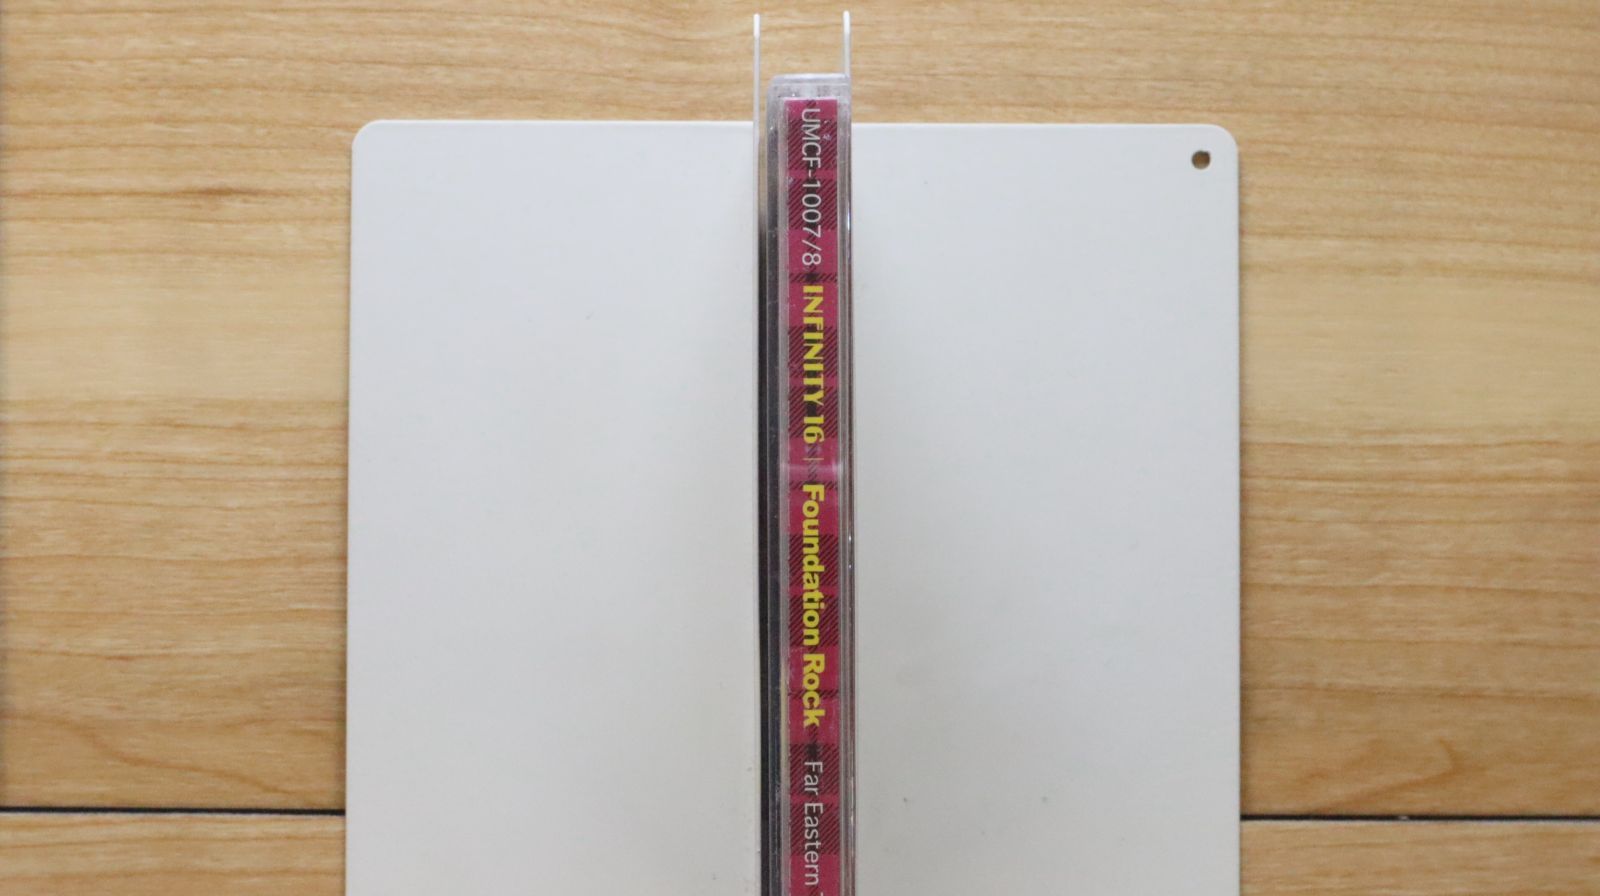 UMCF-1007/8 INFINITY 16 | Foundation Rock Far Eastern